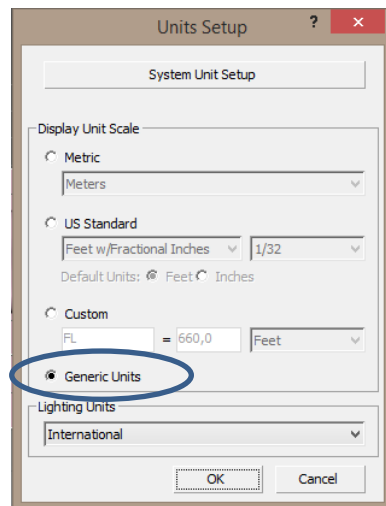 Units Setup ? ×
System Unit Setup
Display Unit Scale
Metric
Meters
US Standard
Feet w/Fractional Inches 1/32
Default Units: Feet Inches
Custom
FL = 660,0 Feet
Generic Units
Lighting Units
International
OK Cancel